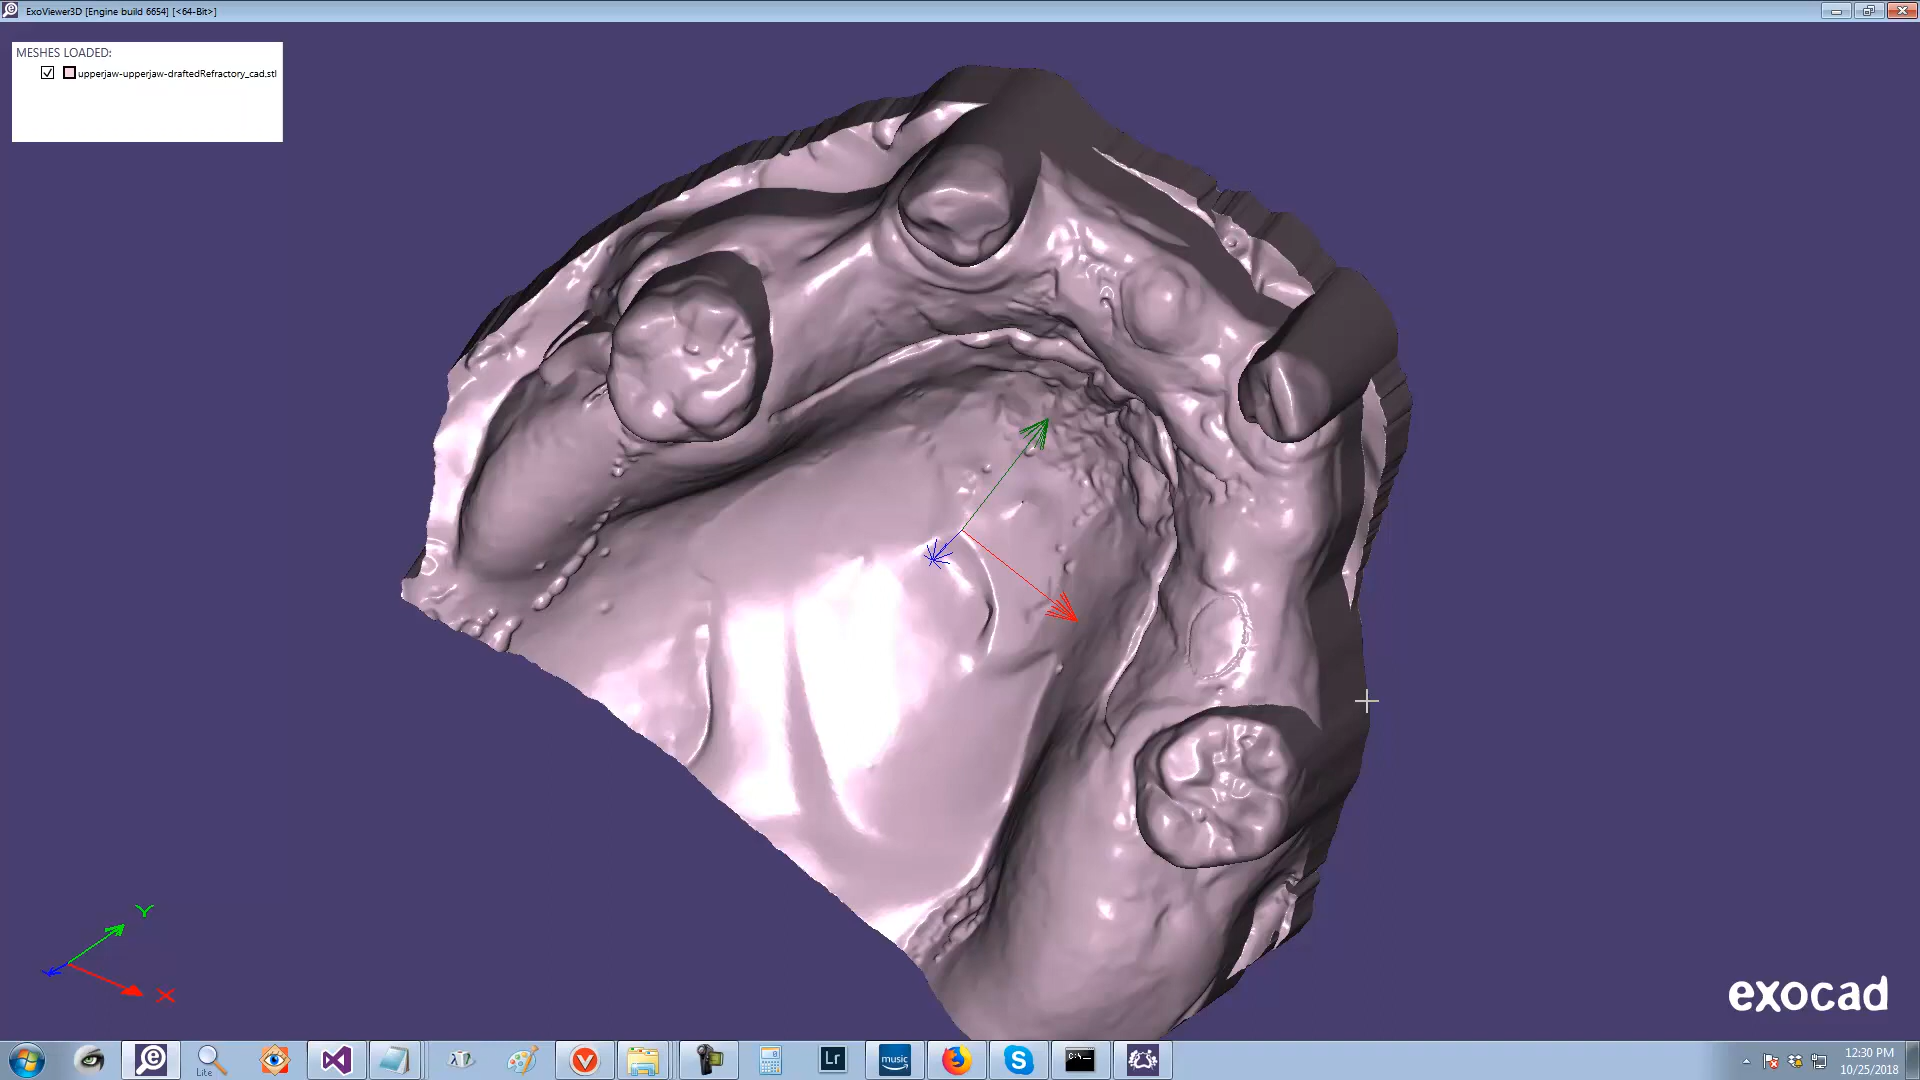 ExoViewer3D [Engine build 6654] [<64-Bit>]
MESHES LOADED:
upperjaw-upperjaw-draftedRefractory_cad.stl
Y
X
exocad
Lite
λπ
Lr
music
C:\.
12:30 PM
10/25/2018